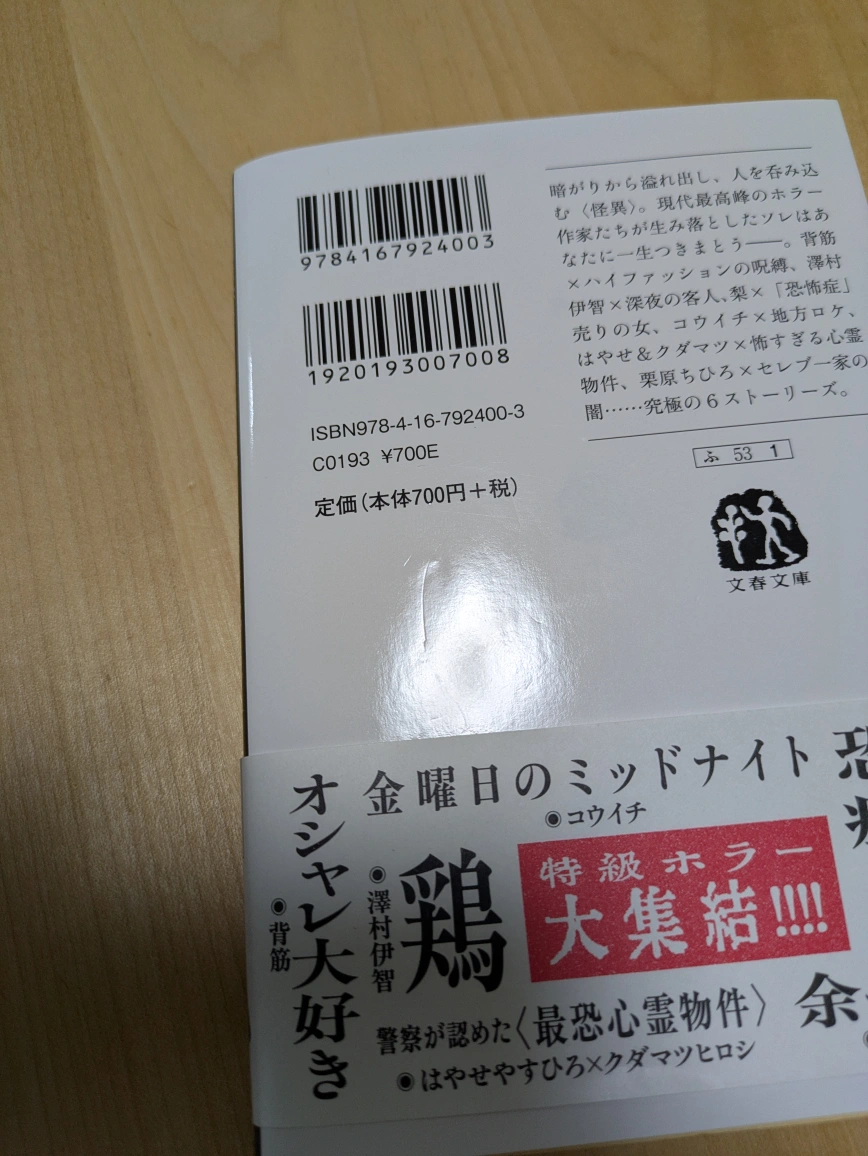 9784167924003
1920193007008
ISBN978-4-16-792400-3
C0193 ¥700E
定価(本体700円+税)
暗がりから溢れ出し、人を呑み込
む〈怪異〉。現代最高峰のホラー
作家たちが生み落としたソレはあ
なたに一生つきまとう――。背筋
×ハイファッションの呪縛、澤村
伊智×深夜の客人、梨×「恐怖症」
売りの女、コウイチ×地方ロケ、
はやせ&クダマツ×怖すぎる心霊
物件、栗原ちひろ×セレブ一家の
闇……究極の6ストーリーズ。
ふ 53 1
文春文庫
オシャレ大好き
◉背筋
金曜日のミッドナイト
◉コウイチ
鶏
◉澤村伊智
特級ホラー
大集結!!!!
警察が認めた〈最恐心霊物件〉
◉はやせやすひろ×クダマツヒロシ
恐
余